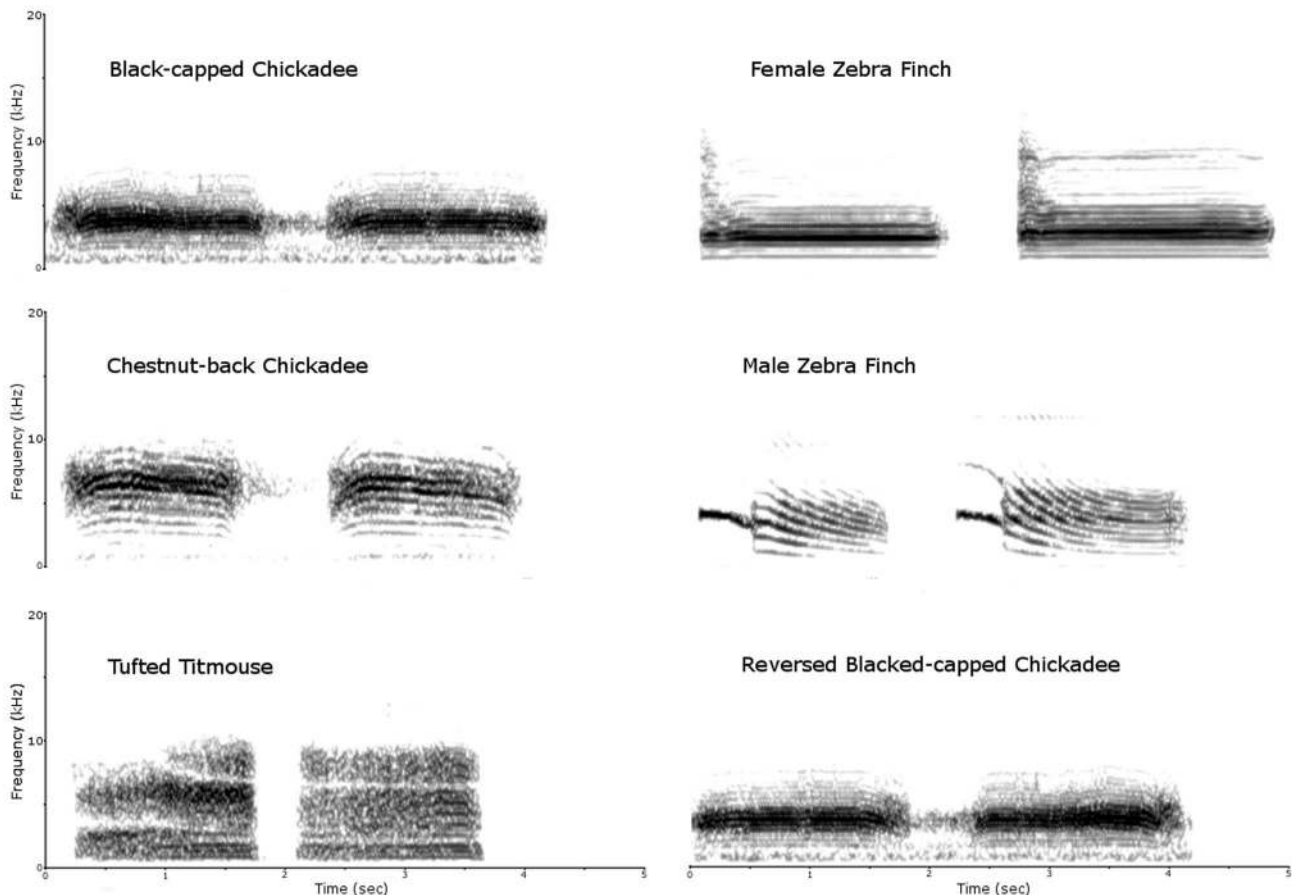 20
Black-capped Chickadee
Female Zebra Finch
Frequency (kHz)
10
0
20
Chestnut-back Chickadee
Male Zebra Finch
Frequency (kHz)
10
0
20
Tufted Titmouse
Reversed Blacked-capped Chickadee
Frequency (kHz)
10
0
0 1 2 3 4 5
Time (sec)
0 1 2 3 4 5
Time (sec)